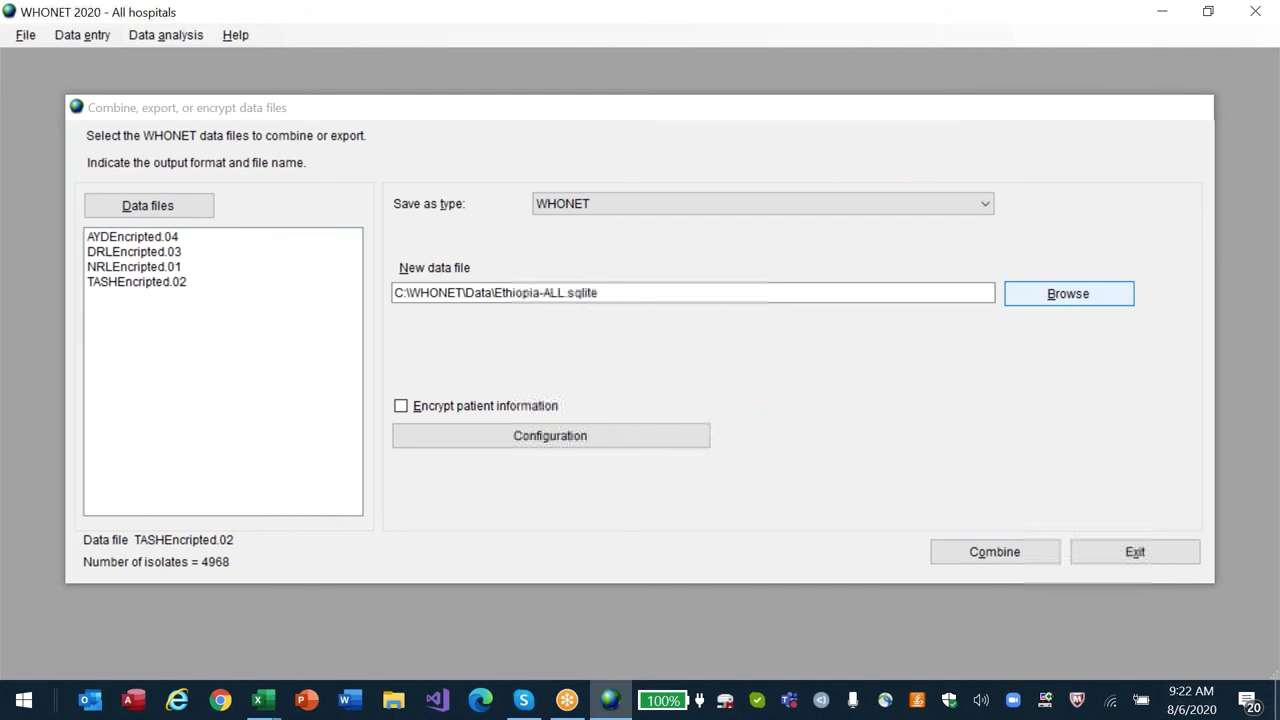 WHONET 2020 - All hospitals
File Data entry Data analysis Help
Combine, export, or encrypt data files
Select the WHONET data files to combine or export.
Indicate the output format and file name.
Data files
AYDEncripted.04
DRLEncripted.03
NRLEncripted.01
TASHEncripted.02
Save as type: WHONET
New data file
C:\WHONET\Data\Ethiopia-ALL.sqlite
Browse
Encrypt patient information
Configuration
Data file TASHEncripted.02
Number of isolates = 4968
Combine
Exit
100%
9:22 AM
8/6/2020
20